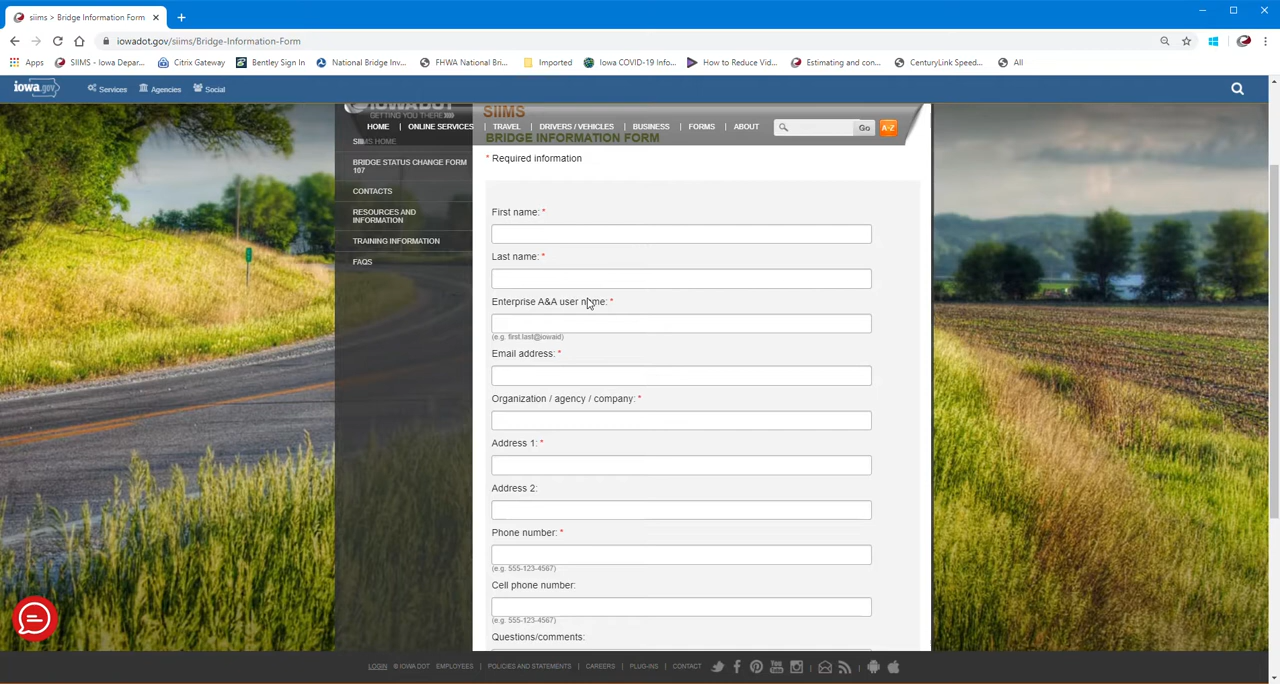 siims > Bridge Information Form
iowadot.gov/siims/Bridge-Information-Form
Apps SIIMS - Iowa Depar... Citrix Gateway Bentley Sign In National Bridge Inv... FHWA National Bri... Imported Iowa COVID-19 Info... How to Reduce Vid... Estimating and con... CenturyLink Speed... All
iowa.gov Services Agencies Social
IOWADOT
GETTING YOU THERE>>>
SIIMS
HOME | ONLINE SERVICES | TRAVEL | DRIVERS / VEHICLES | BUSINESS | FORMS | ABOUT Go A-Z
BRIDGE INFORMATION FORM
SIIMS HOME
BRIDGE STATUS CHANGE FORM
107
CONTACTS
RESOURCES AND
INFORMATION
TRAINING INFORMATION
FAQS
* Required information
First name: *
Last name: *
Enterprise A&A user name: *
(e.g. first.last@iowaid)
Email address: *
Organization / agency / company: *
Address 1: *
Address 2:
Phone number: *
(e.g. 555-123-4567)
Cell phone number:
(e.g. 555-123-4567)
Questions/comments:
LOGIN © IOWA DOT EMPLOYEES | POLICIES AND STATEMENTS | CAREERS | PLUG-INS | CONTACT